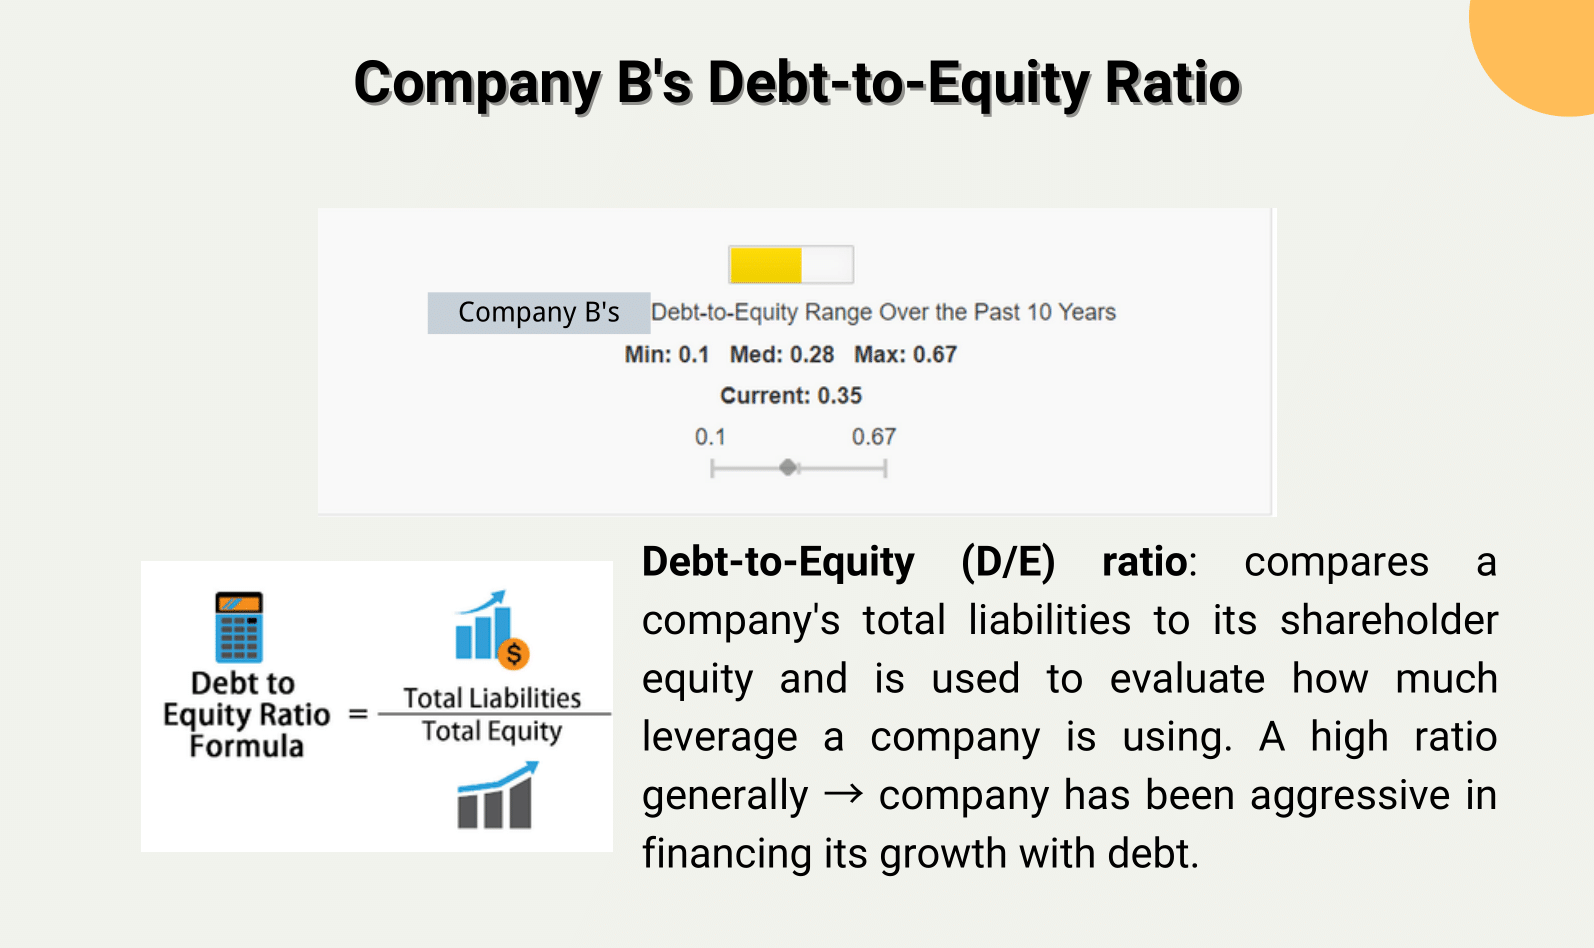 Company B's Debt-to-Equity Ratio
Company B's Debt-to-Equity Range Over the Past 10 Years
Min: 0.1 Med: 0.28 Max: 0.67
Current: 0.35
0.1 0.67
Debt to
Equity Ratio
Formula
=
Total Liabilities
Total Equity
$
Debt-to-Equity (D/E) ratio: compares a
company's total liabilities to its shareholder
equity and is used to evaluate how much
leverage a company is using. A high ratio
generally → company has been aggressive in
financing its growth with debt.